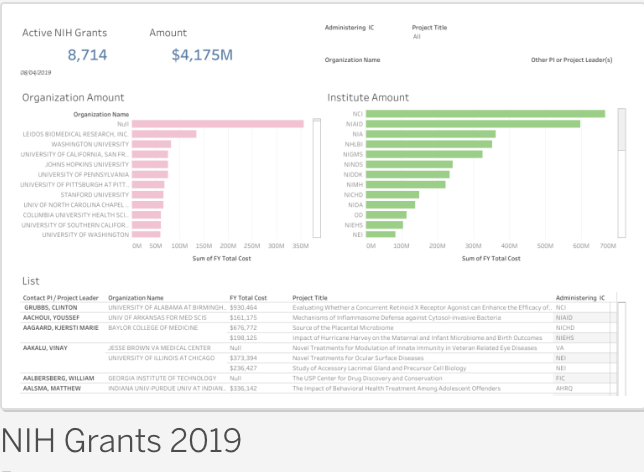 Active NIH Grants
Amount
8,714
$4,175M
08/04/2019
Administering IC
Project Title
All
Organization Name
Other PI or Project Leader(s)
Organization Amount
Organization Name
Null
LEIDOS BIOMEDICAL RESEARCH, INC.
WASHINGTON UNIVERSITY
UNIVERSITY OF CALIFORNIA, SAN FR..
JOHNS HOPKINS UNIVERSITY
UNIVERSITY OF PENNSYLVANIA
UNIVERSITY OF PITTSBURGH AT PITT..
STANFORD UNIVERSITY
UNIV OF NORTH CAROLINA CHAPEL..
COLUMBIA UNIVERSITY HEALTH SCI..
UNIVERSITY OF SOUTHERN CALIFOR..
UNIVERSITY OF WASHINGTON
0M 50M 100M 150M 200M 250M 300M 350M
Sum of FY Total Cost
Institute Amount
NCI
NIAID
NIA
NHLBI
NIGMS
NINDS
NIDDK
NIMH
NICHD
NIDA
OD
NIEHS
NEI
0M 100M 200M 300M 400M 500M 600M 700M
Sum of FY Total Cost
List
Contact PI / Project Leader Organization Name FY Total Cost Project Title Administering IC
GRUBBS, CLINTON UNIVERSITY OF ALABAMA AT BIRMINGH.. $930,464 Evaluating Whether a Concurrent Retinoid X Receptor Agonist can Enhance the Efficacy of.. NCI
AACHOUI, YOUSSEF UNIV OF ARKANSAS FOR MED SCIS $161,175 Mechanisms of Inflammasome Defense against Cytosol-invasive Bacteria NIAID
AAGAARD, KJERSTI MARIE BAYLOR COLLEGE OF MEDICINE $676,772 Source of the Placental Microbiome NICHD
$198,125 Impact of Hurricane Harvey on the Maternal and Infant Microbiome and Birth Outcomes NIEHS
AAKALU, VINAY JESSE BROWN VA MEDICAL CENTER Null Novel Treatments for Modulation of Innate Immunity in Veteran Related Eye Diseases VA
UNIVERSITY OF ILLINOIS AT CHICAGO $373,394 Novel Treatments for Ocular Surface Diseases NEI
$236,427 Study of Accessory Lacrimal Gland and Precursor Cell Biology NEI
AALBERSBERG, WILLIAM GEORGIA INSTITUTE OF TECHNOLOGY Null The USP Center for Drug Discovery and Conservation FIC
AALSMA, MATTHEW INDIANA UNIV-PURDUE UNIV AT INDIAN.. $336,142 The Impact of Behavioral Health Treatment Among Adolescent Offenders AHRQ
NIH Grants 2019